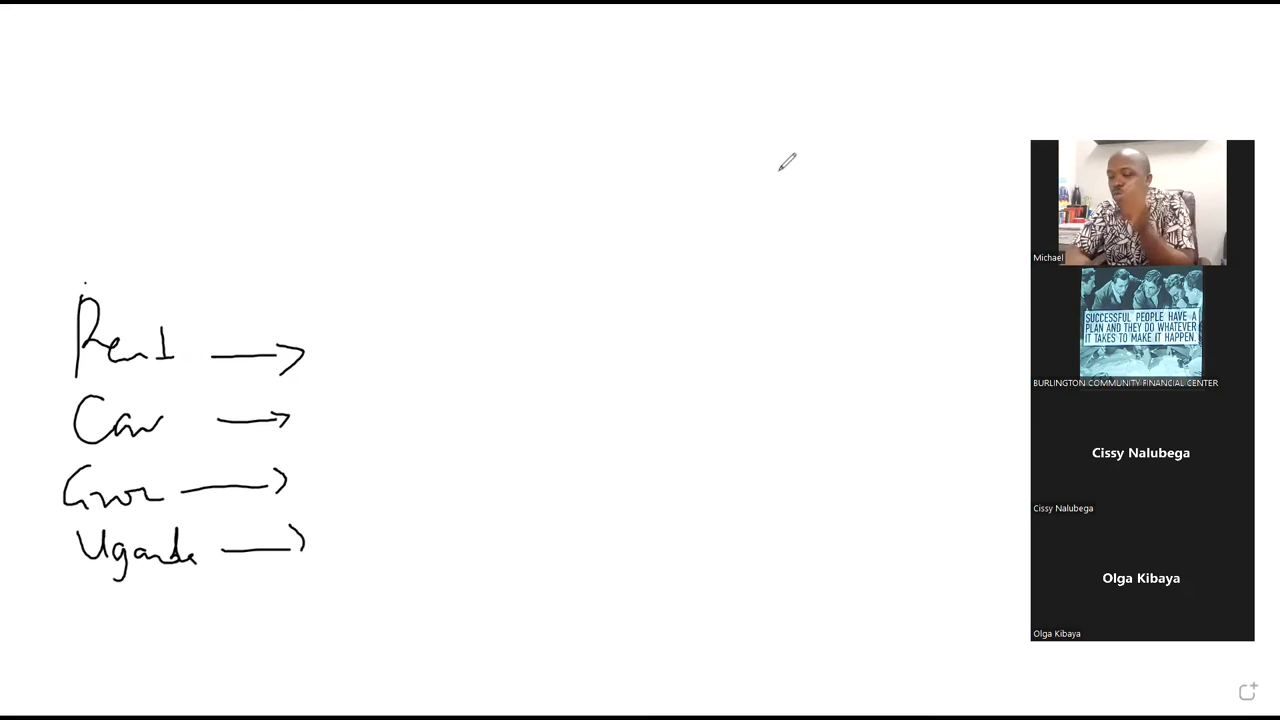 Rent →
Car →
Groc →
Uganda →
Michael
SUCCESSFUL PEOPLE HAVE A
PLAN AND THEY DO WHATEVER
IT TAKES TO MAKE IT HAPPEN.
BURLINGTON COMMUNITY FINANCIAL CENTER
Cissy Nalubega
Cissy Nalubega
Olga Kibaya
Olga Kibaya